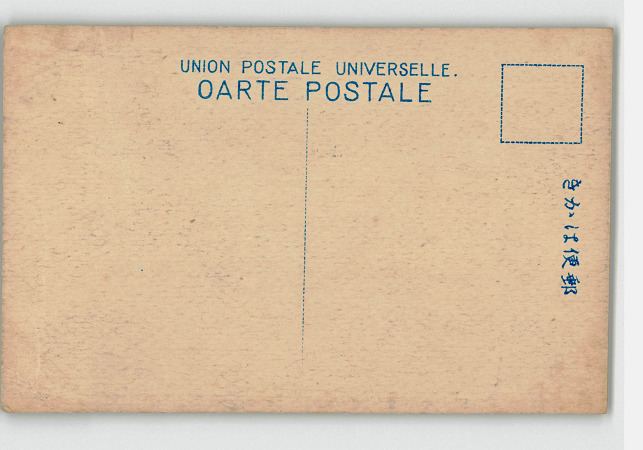 UNION POSTALE UNIVERSELLE.
OARTE POSTALE
きかは便郵